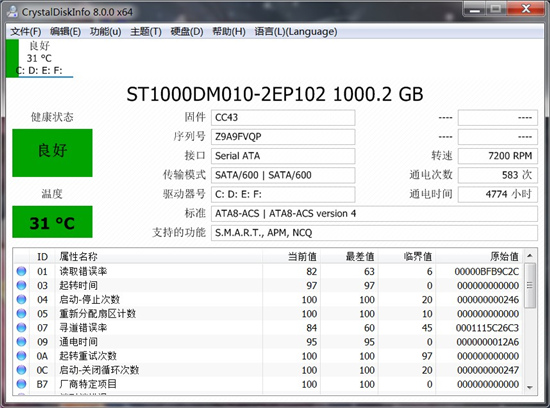 CrystalDiskInfo 8.0.0 x64
文件(F) 编辑(E) 功能(u) 主题(T) 硬盘(D) 帮助(H) 语言(L)(Language)
良好
31 °C
C: D: E: F:
ST1000DM010-2EP102 1000.2 GB
健康状态
良好
温度
31 °C
固件 CC43 ---- ----
序列号 Z9A9FVQP ---- ----
接口 Serial ATA 转速 7200 RPM
传输模式 SATA/600 | SATA/600 通电次数 583 次
驱动器号 C: D: E: F: 通电时间 4774 小时
标准 ATA8-ACS | ATA8-ACS version 4
支持的功能 S.M.A.R.T., APM, NCQ
ID 属性名称 当前值 最差值 临界值 原始值
01 读取错误率 82 63 6 00000BFB9C2C
03 起转时间 97 97 0 000000000000
04 启动-停止次数 100 100 20 000000000246
05 重新分配扇区计数 100 100 10 000000000000
07 寻道错误率 84 60 45 0001115C26C3
09 通电时间 95 95 0 0000000012A6
0A 起转重试次数 100 100 97 000000000000
0C 启动-关闭循环次数 100 100 20 000000000247
B7 厂商特定项目 100 100 0 000000000000